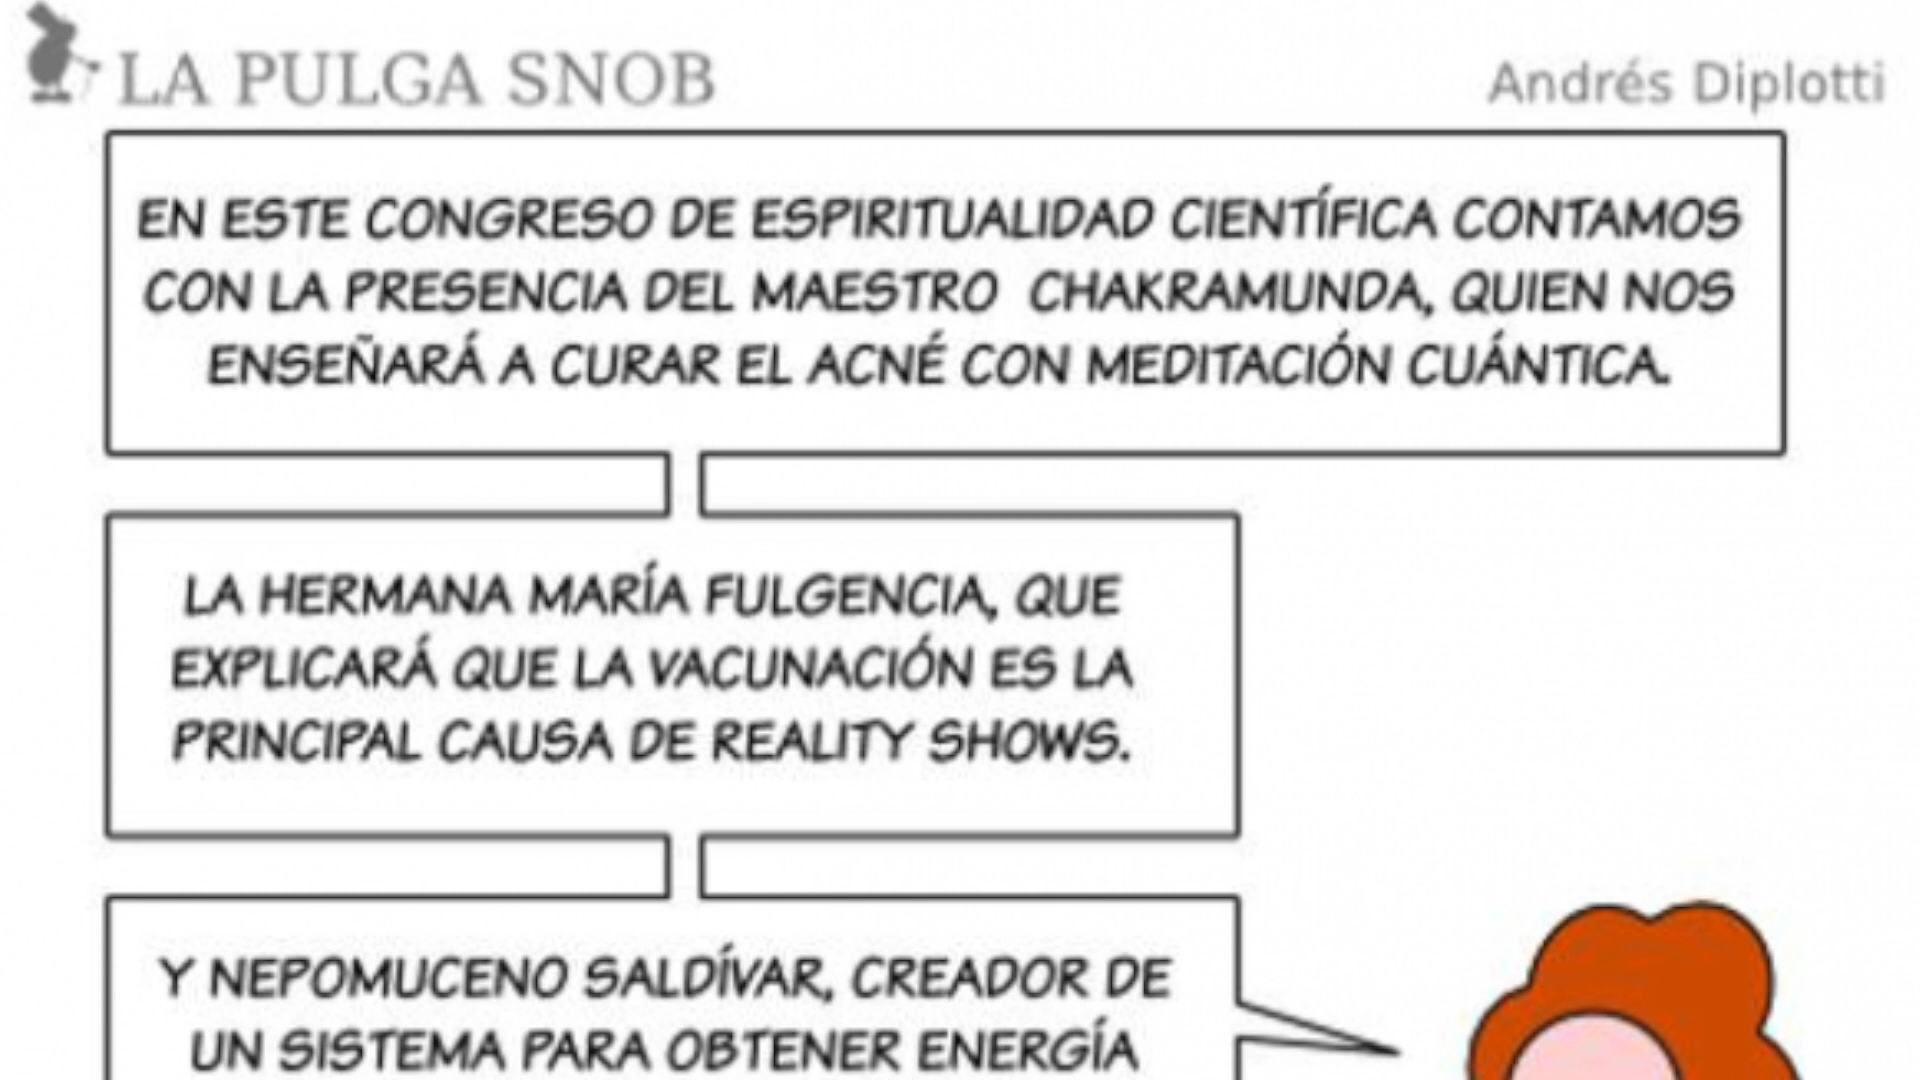 LA PULGA SNOB
Andrés Diplotti
EN ESTE CONGRESO DE ESPIRITUALIDAD CIENTÍFICA CONTAMOS
CON LA PRESENCIA DEL MAESTRO CHAKRAMUNDA, QUIEN NOS
ENSEÑARÁ A CURAR EL ACNÉ CON MEDITACIÓN CUÁNTICA.
LA HERMANA MARÍA FULGENCIA, QUE
EXPLICARÁ QUE LA VACUNACIÓN ES LA
PRINCIPAL CAUSA DE REALITY SHOWS.
Y NEPOMUCENO SALDÍVAR, CREADOR DE
UN SISTEMA PARA OBTENER ENERGÍA